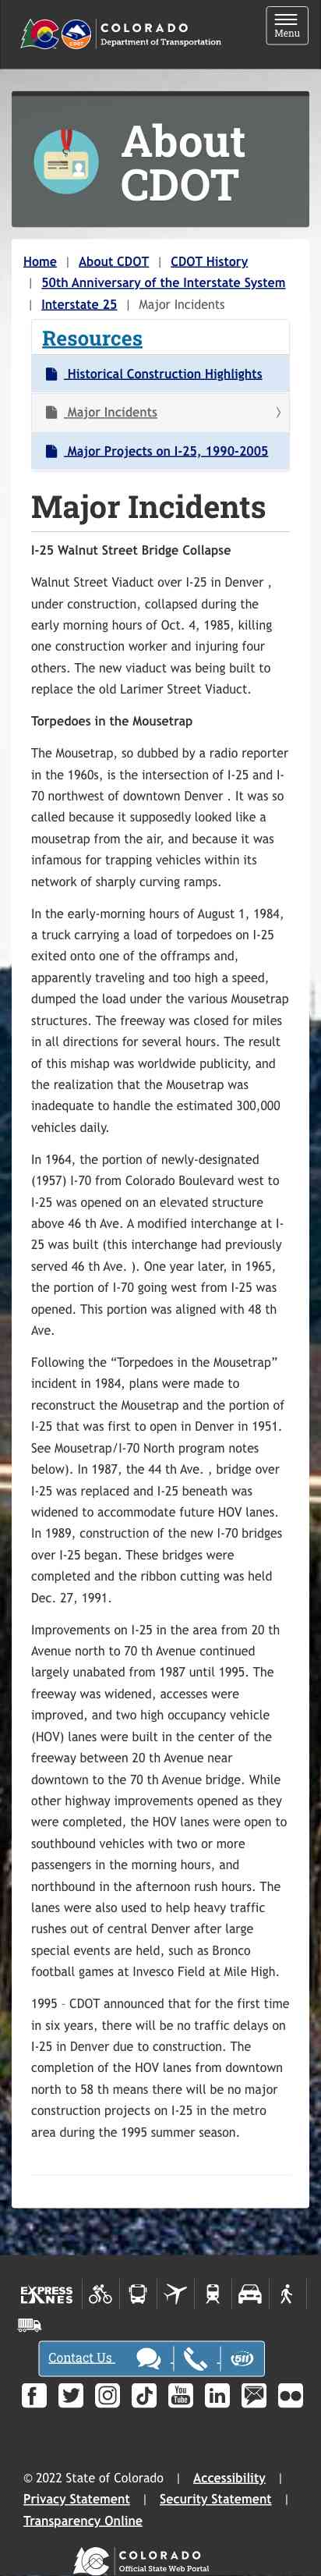 COLORADO
Department of Transportation
Menu
CDOT
About
CDOT
Home | About CDOT | CDOT History
| 50th Anniversary of the Interstate System
| Interstate 25 | Major Incidents
Resources
Historical Construction Highlights
Major Incidents
Major Projects on I-25, 1990-2005
Major Incidents
I-25 Walnut Street Bridge Collapse
Walnut Street Viaduct over I-25 in Denver ,
under construction, collapsed during the
early morning hours of Oct. 4, 1985, killing
one construction worker and injuring four
others. The new viaduct was being built to
replace the old Larimer Street Viaduct.
Torpedoes in the Mousetrap
The Mousetrap, so dubbed by a radio reporter
in the 1960s, is the intersection of I-25 and I-
70 northwest of downtown Denver . It was so
called because it supposedly looked like a
mousetrap from the air, and because it was
infamous for trapping vehicles within its
network of sharply curving ramps.
In the early-morning hours of August 1, 1984,
a truck carrying a load of torpedoes on I-25
exited onto one of the offramps and,
apparently traveling and too high a speed,
dumped the load under the various Mousetrap
structures. The freeway was closed for miles
in all directions for several hours. The result
of this mishap was worldwide publicity, and
the realization that the Mousetrap was
inadequate to handle the estimated 300,000
vehicles daily.
In 1964, the portion of newly-designated
(1957) I-70 from Colorado Boulevard west to
I-25 was opened on an elevated structure
above 46 th Ave. A modified interchange at I-
25 was built (this interchange had previously
served 46 th Ave. ). One year later, in 1965,
the portion of I-70 going west from I-25 was
opened. This portion was aligned with 48 th
Ave.
Following the “Torpedoes in the Mousetrap”
incident in 1984, plans were made to
reconstruct the Mousetrap and the portion of
I-25 that was first to open in Denver in 1951.
See Mousetrap/I-70 North program notes
below). In 1987, the 44 th Ave. , bridge over
I-25 was replaced and I-25 beneath was
widened to accommodate future HOV lanes.
In 1989, construction of the new I-70 bridges
over I-25 began. These bridges were
completed and the ribbon cutting was held
Dec. 27, 1991.
Improvements on I-25 in the area from 20 th
Avenue north to 70 th Avenue continued
largely unabated from 1987 until 1995. The
freeway was widened, accesses were
improved, and two high occupancy vehicle
(HOV) lanes were built in the center of the
freeway between 20 th Avenue near
downtown to the 70 th Avenue bridge. While
other highway improvements opened as they
were completed, the HOV lanes were open to
southbound vehicles with two or more
passengers in the morning hours, and
northbound in the afternoon rush hours. The
lanes were also used to help heavy traffic
rushes out of central Denver after large
special events are held, such as Bronco
football games at Invesco Field at Mile High.
1995 – CDOT announced that for the first time
in six years, there will be no traffic delays on
I-25 in Denver due to construction. The
completion of the HOV lanes from downtown
north to 58 th means there will be no major
construction projects on I-25 in the metro
area during the 1995 summer season.
EXPRESS
LANES
Contact Us
511
You
Tube
in
© 2022 State of Colorado | Accessibility |
Privacy Statement | Security Statement |
Transparency Online
COLORADO
Official State Web Portal